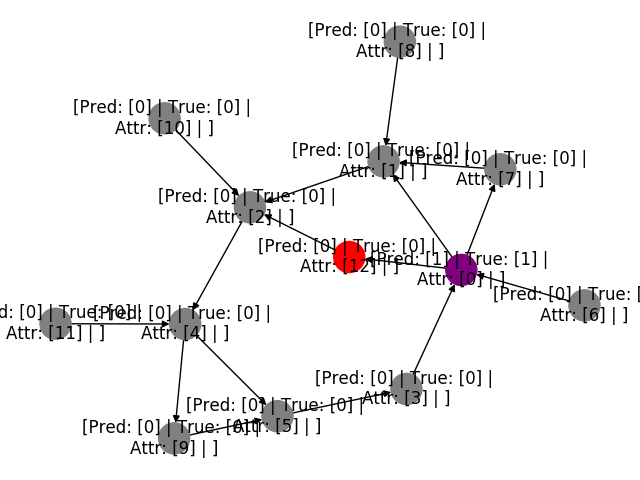 [Pred: [0] | True: [0] |
Attr: [8] | ]
[Pred: [0] | True: [0] |
Attr: [10] | ]
[Pred: [0] | True: [0] |
Attr: [1] | ]
[Pred: [0] | True: [0] |
Attr: [7] | ]
[Pred: [0] | True: [0] |
Attr: [2] | ]
[Pred: [0] | True: [0] |
Attr: [12] | ]
[Pred: [1] | True: [1] |
Attr: [0] | ]
[Pred: [0] | True: [0
Attr: [6] | ]
d: [0] | True: [0] |
Attr: [11] | ]
[Pred: [0] | True: [0] |
Attr: [4] | ]
[Pred: [0] | True: [0] |
Attr: [3] | ]
[Pred: [0] | True: [0] |
Attr: [5] | ]
[Pred: [0] | True: [0] |
Attr: [9] | ]